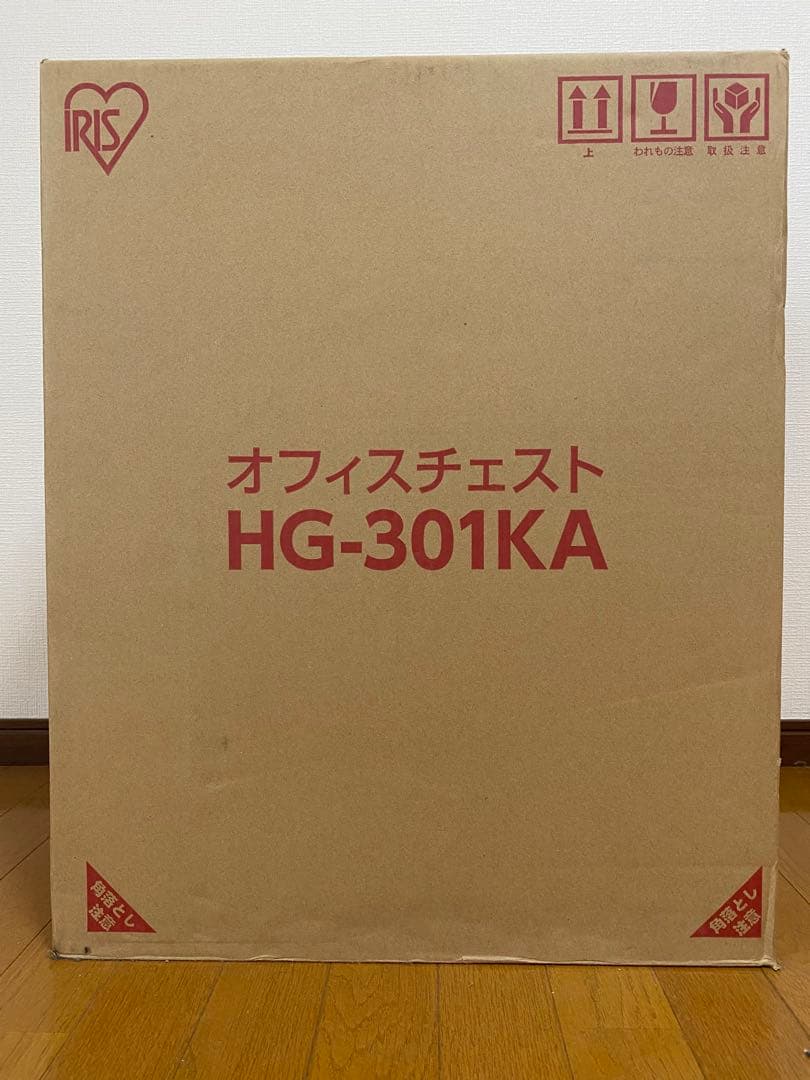 IRIS
上
われもの注意
取扱注意
オフィスチェスト
HG-301KA
角落とし
注意
角落とし
注意